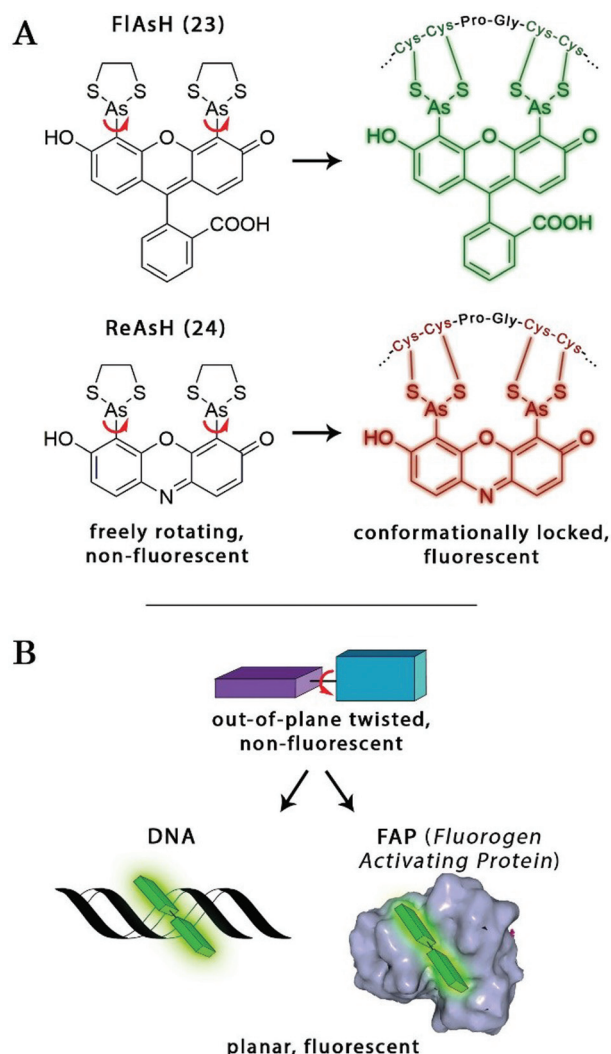 A
FlAsH (23)
Cys-Cys-Pro-Gly-Cys-Cys
S S S S
As As
HO O O
COOH
S S S S
As As
HO O O
COOH
ReAsH (24)
Cys-Cys-Pro-Gly-Cys-Cys
S S S S
As As
HO O O
N
S S S S
As As
HO O O
N
freely rotating,
non-fluorescent
conformationally locked,
fluorescent
B
out-of-plane twisted,
non-fluorescent
DNA
FAP (Fluorogen
Activating Protein)
planar, fluorescent